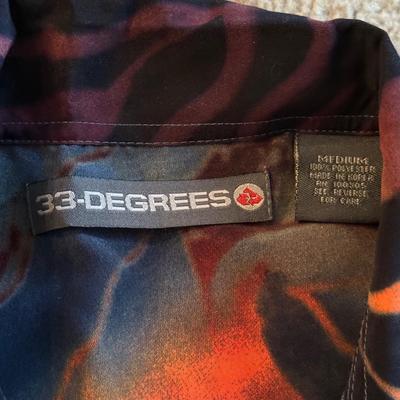 33-DEGREES
MEDIUM
100% POLYESTER
MADE IN KOREA
RN 100305
SEE REVERSE
FOR CARE